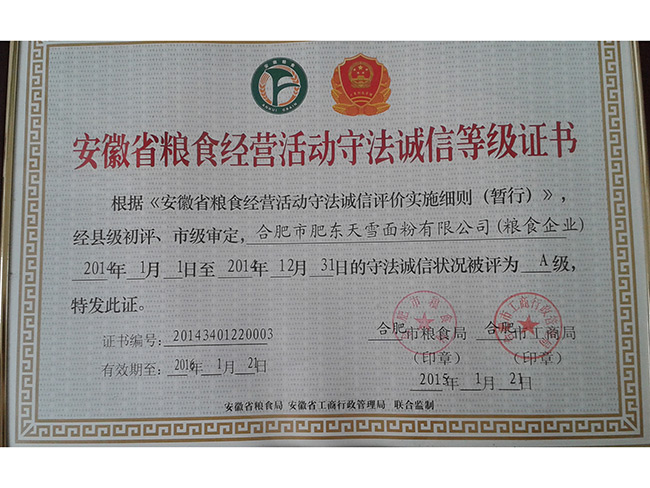 安徽省粮食经营活动守法诚信等级证书
根据《安徽省粮食经营活动守法诚信评价实施细则（暂行）》，
经县级初评、市级审定，合肥市肥东天雪面粉有限公司(粮食企业)
2014年1月1日至2014年12月31日的守法诚信状况被评为A级，
特发此证。
证书编号：20143401220003
合肥市粮食局 合肥市工商局
（印章） （印章）
有效期至：2016年1月21日
2015年1月21日
安徽省粮食局 安徽省工商行政管理局 联合监制